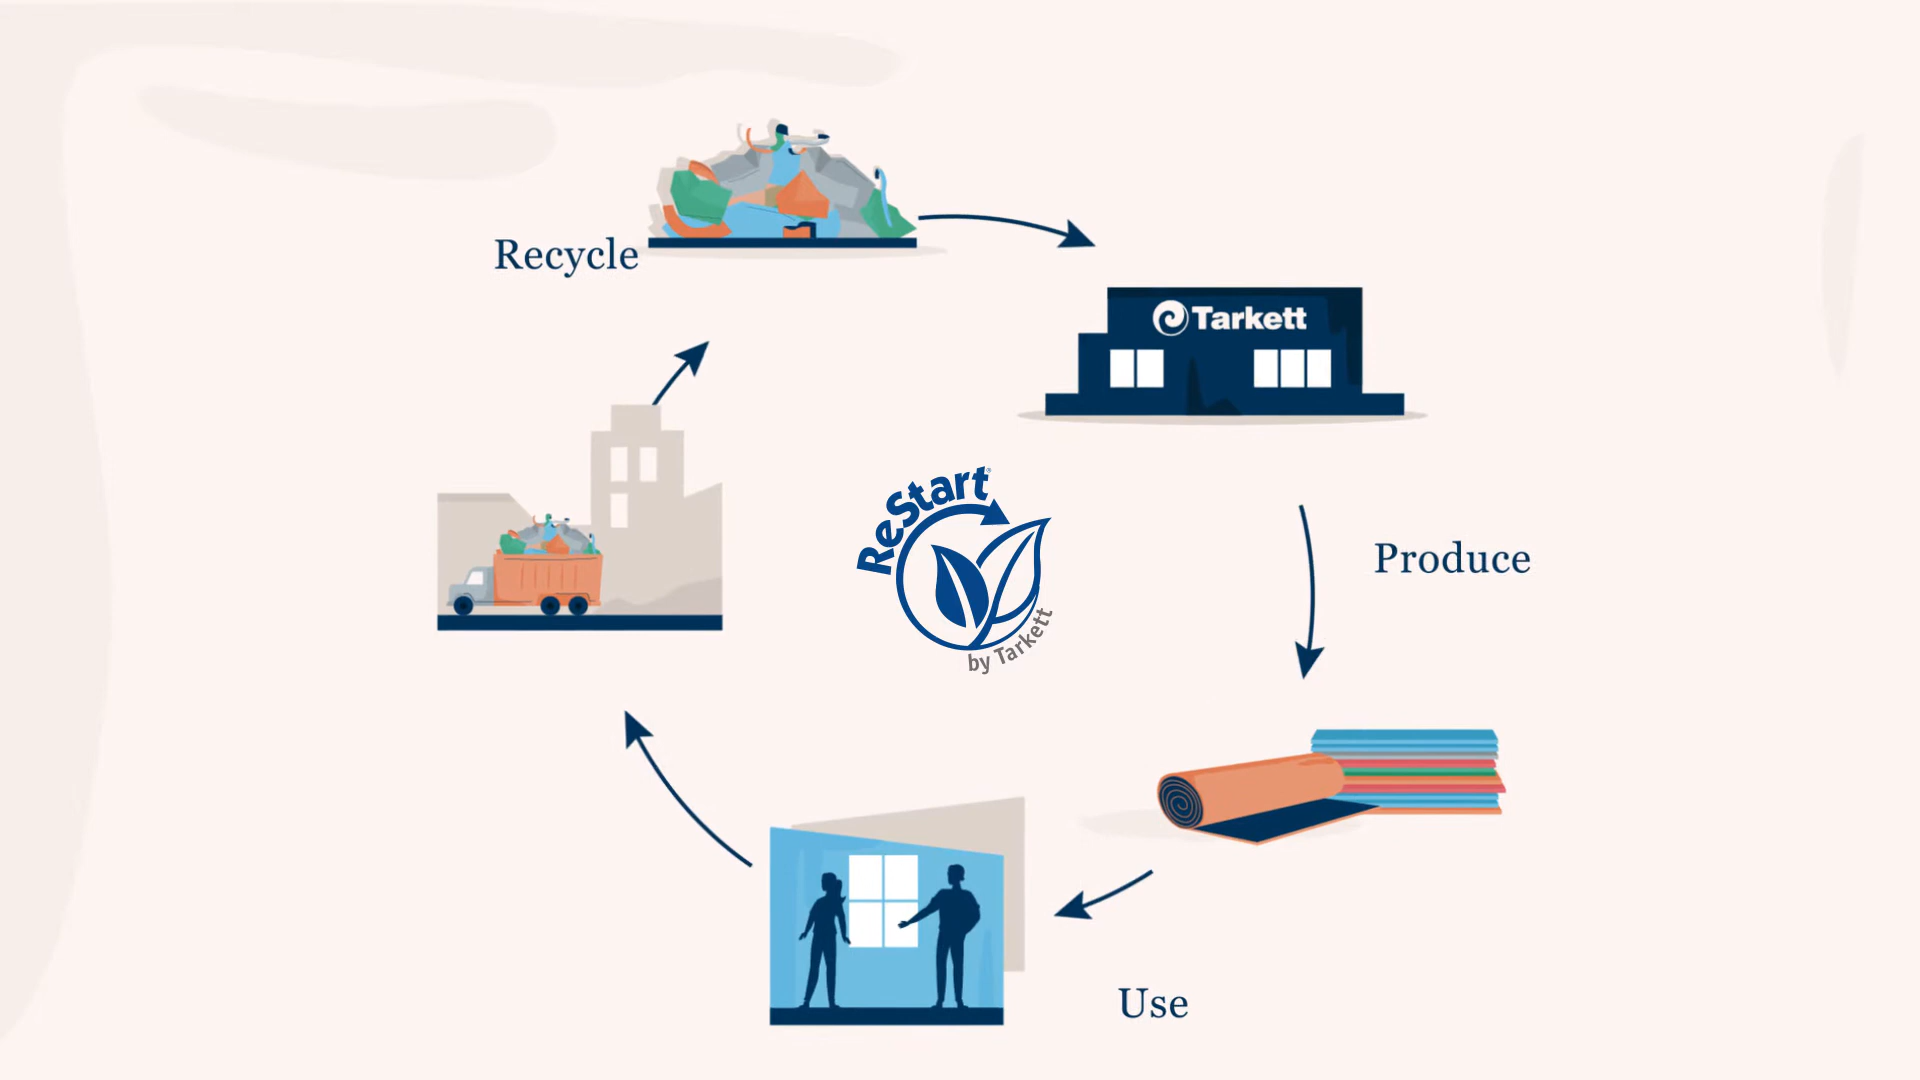 Recycle
Tarkett
ReStart®
by Tarkett
Produce
Use